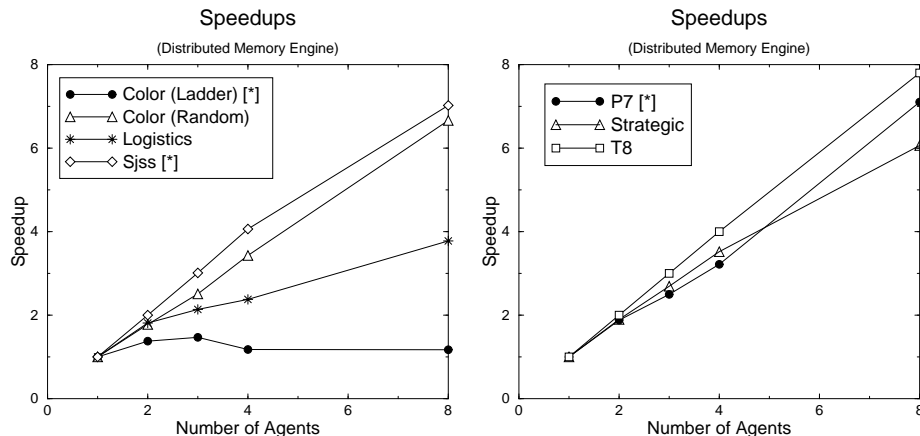 Speedups
(Distributed Memory Engine)
8
6
4
2
0
Speedup
Color (Ladder) [*]
Color (Random)
Logistics
Sjss [*]
0 2 4 6 8
Number of Agents
Speedups
(Distributed Memory Engine)
8
6
4
2
0
Speedup
P7 [*]
Strategic
T8
0 2 4 6 8
Number of Agents